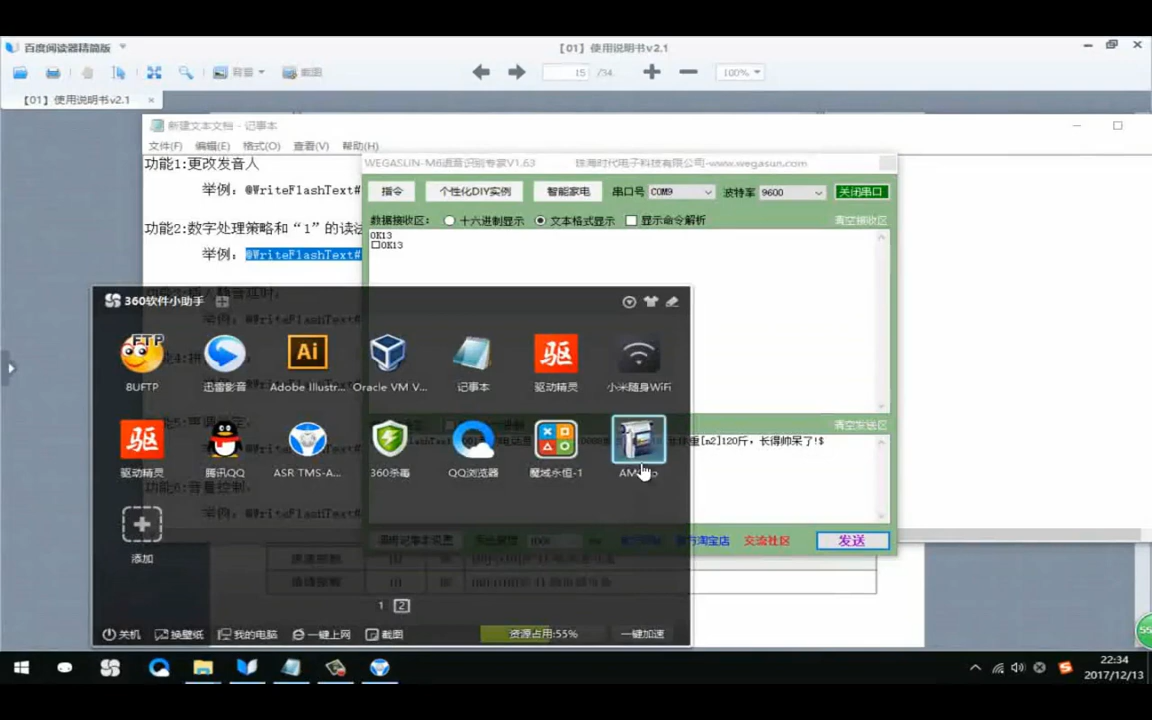 百度阅读器精简版
【01】使用说明书v2.1
背景
截图
15 /34
100%
【01】使用说明书v2.1
新建文本文档 - 记事本
文件(F) 编辑(E) 格式(O) 查看(V) 帮助(H)
功能1:更改发音人
举例: @WriteFlashText#
功能2:数字处理策略和“1”的读法
举例: @WriteFlashText#
WEGASUN-M6语音识别专家V1.63 珠海时代电子科技有限公司-www.wegasun.com
指令 个性化DIY实例 智能家电 串口号 COM9 波特率 9600 关闭串口
数据接收区: 十六进制显示 文本格式显示 显示命令解析 清空接收区
OK13
口OK13
清空发送区
[n2]120斤，长得帅呆了!$
淘宝店 交流社区 发送
360软件小助手
8UFTP 迅雷影音 Adobe Illustr... Oracle VM V... 记事本 驱动精灵 小米随身WiFi
驱动精灵 腾讯QQ ASR TMS-A... 360杀毒 QQ浏览器 魔域永恒-1
添加
1 2
关机 换壁纸 我的电脑 一键上网 截图 资源占用:55% 一键加速
举例: @WriteFlashText#
功能6:音量控制
举例: @WriteFlashText#
55
22:34
2017/12/13